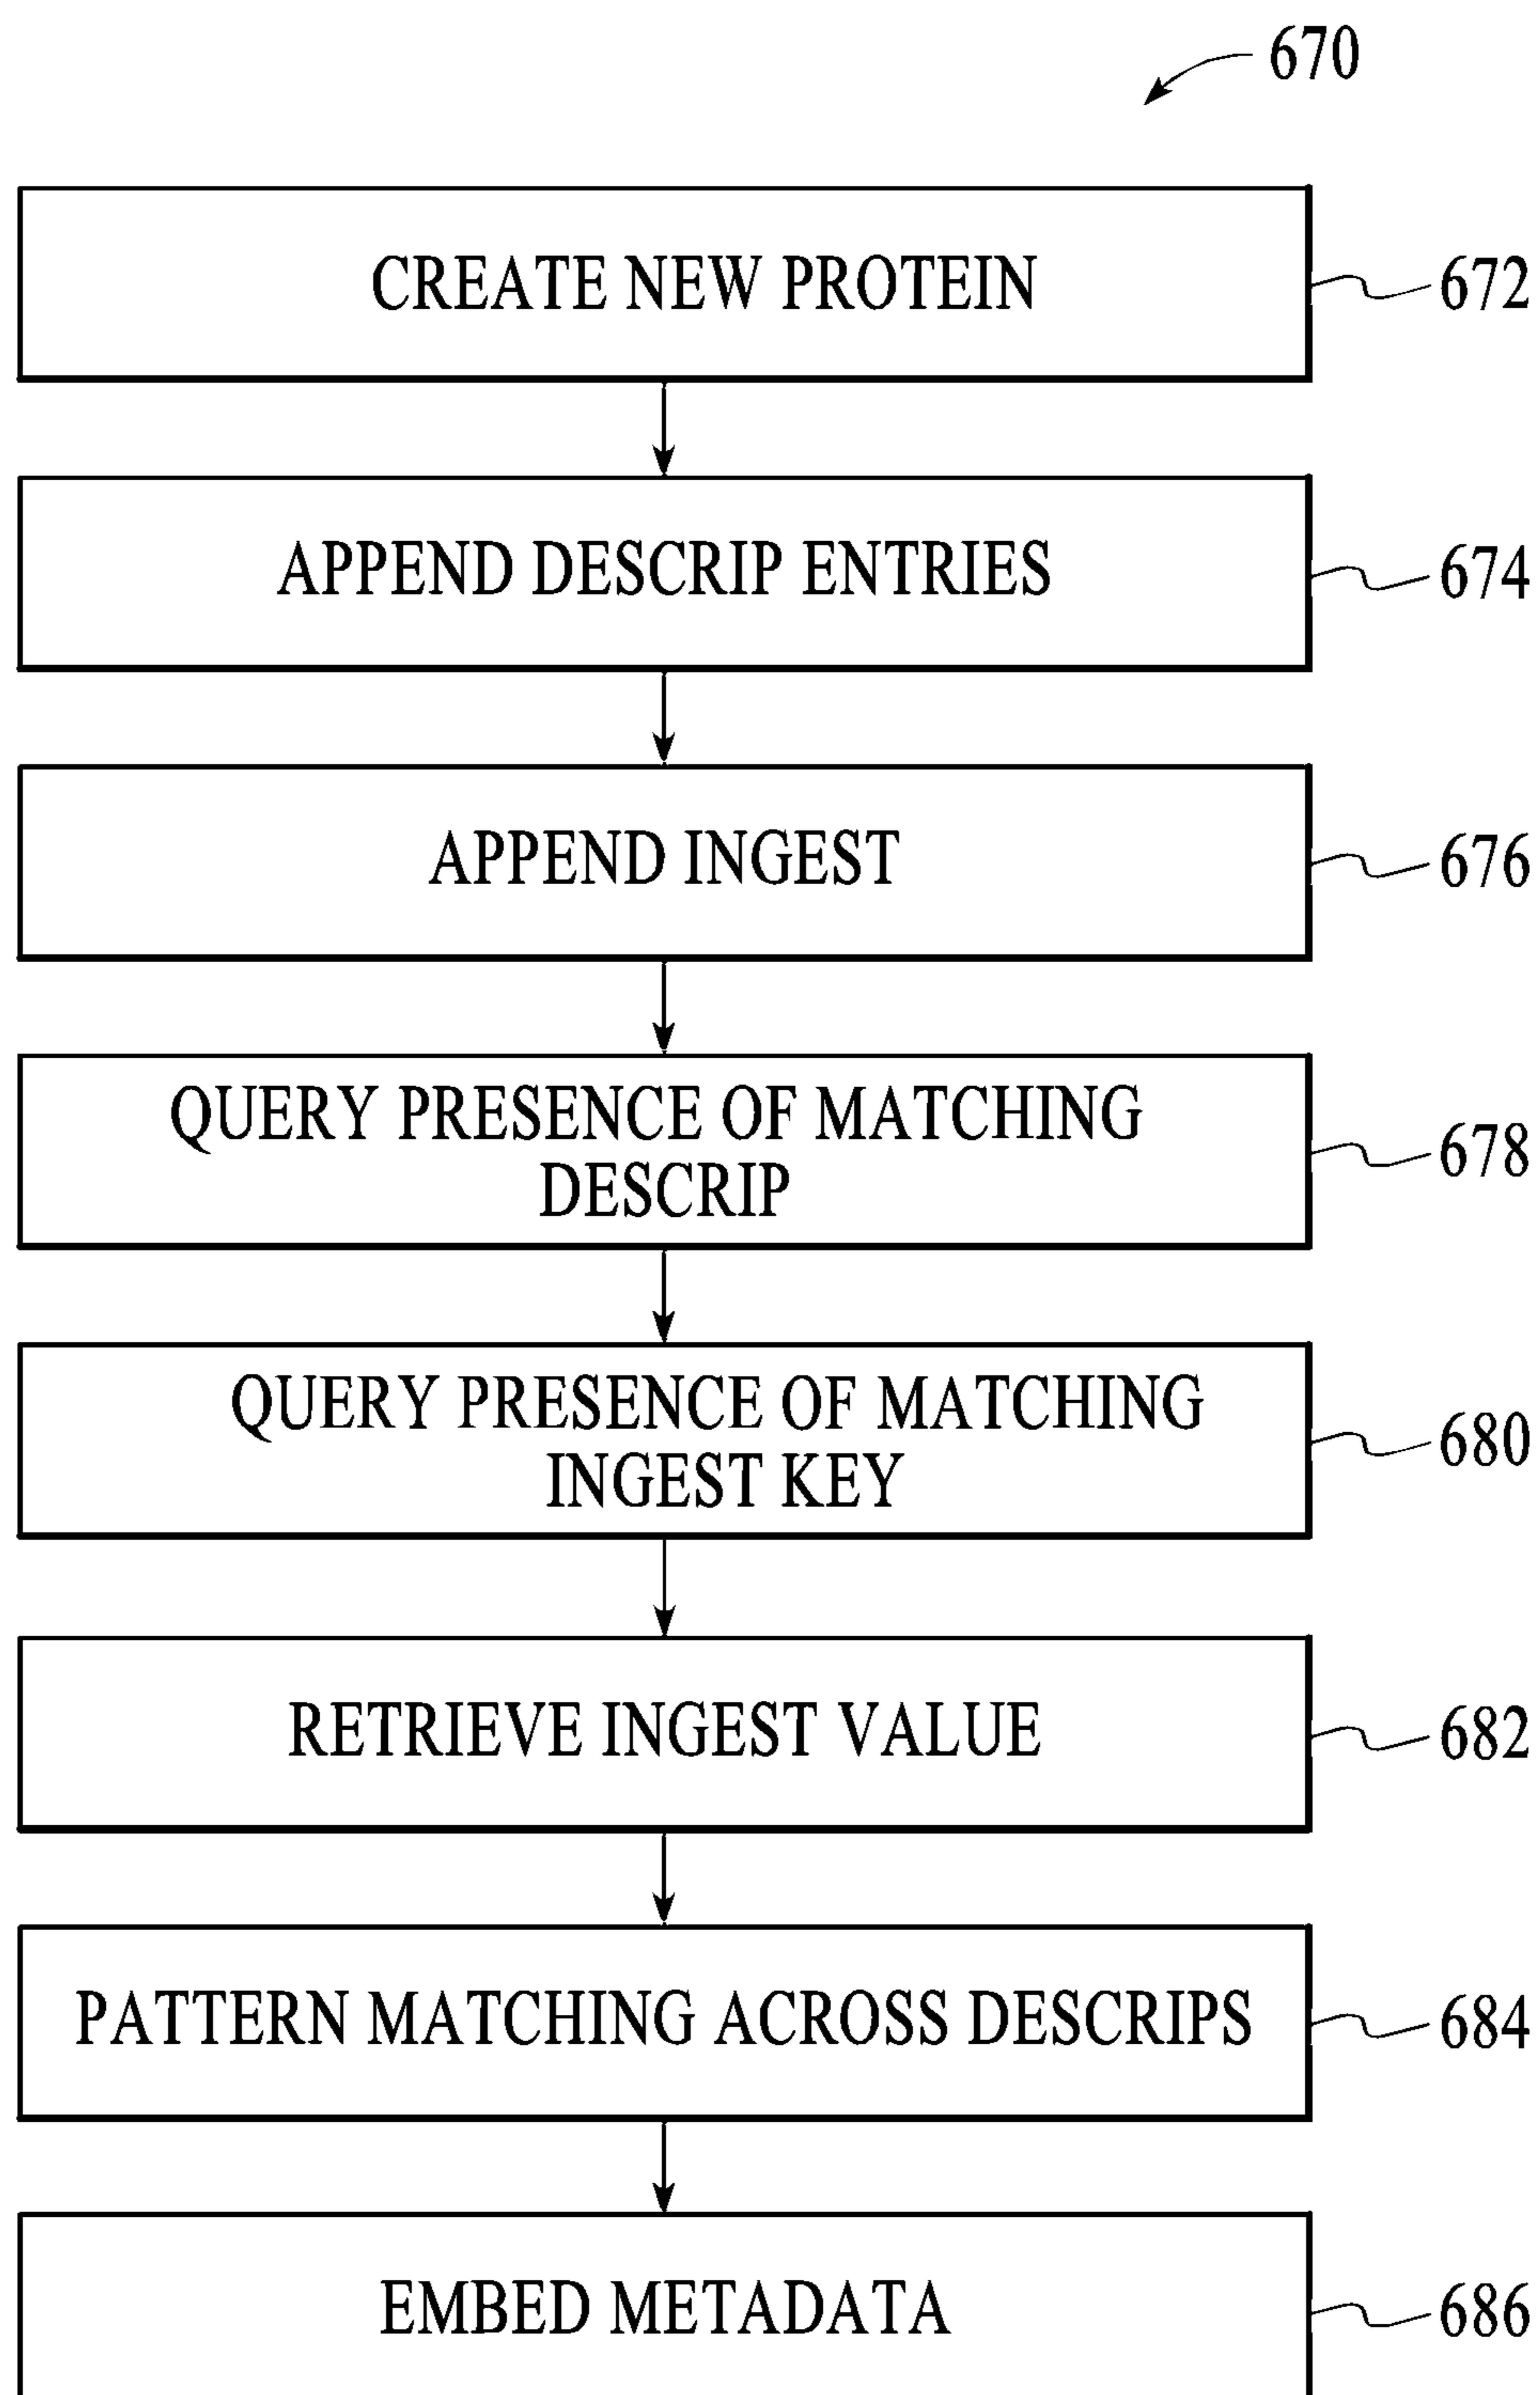 670
CREATE NEW PROTEIN
672
APPEND DESCRIP ENTRIES
674
APPEND INGEST
676
QUERY PRESENCE OF MATCHING
DESCRIP
678
QUERY PRESENCE OF MATCHING
INGEST KEY
680
RETRIEVE INGEST VALUE
682
PATTERN MATCHING ACROSS DESCRIPS
684
EMBED METADATA
686